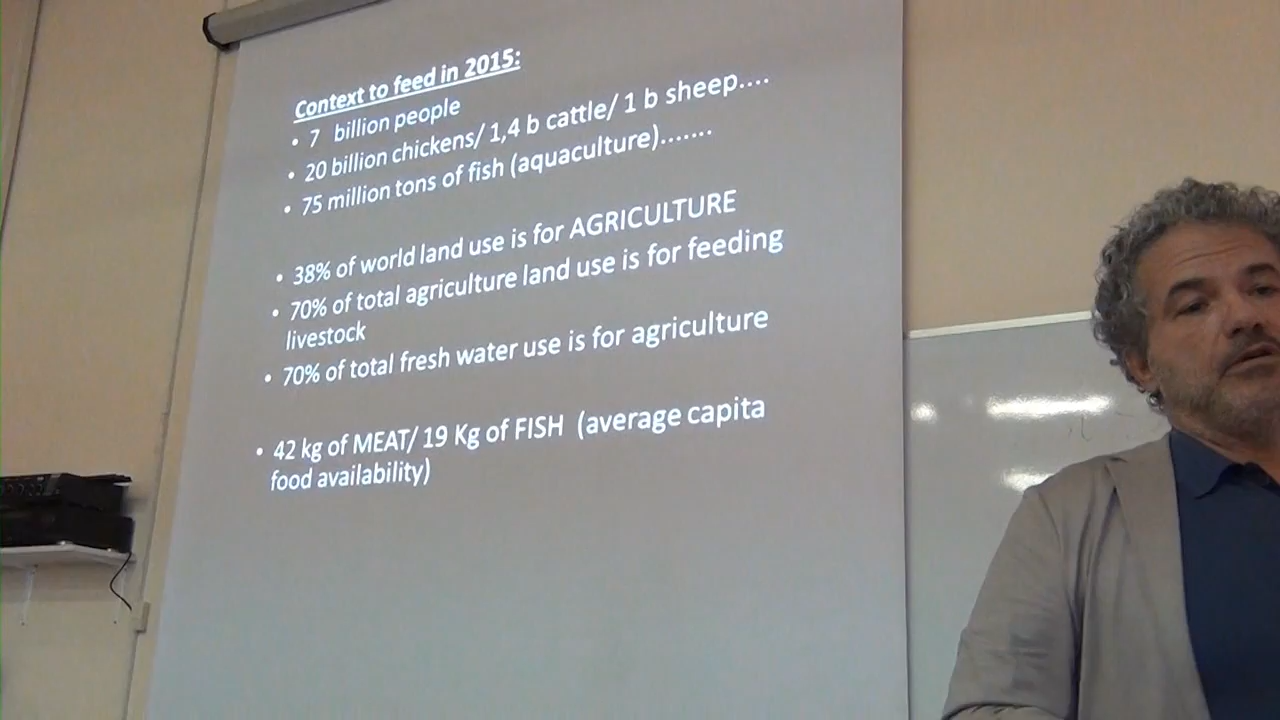 Context to feed in 2015:
• 7 billion people
• 20 billion chickens/ 1,4 b cattle/ 1 b sheep....
• 75 million tons of fish (aquaculture).......
• 38% of world land use is for AGRICULTURE
• 70% of total agriculture land use is for feeding
livestock
• 70% of total fresh water use is for agriculture
• 42 kg of MEAT/ 19 Kg of FISH (average capita
food availability)